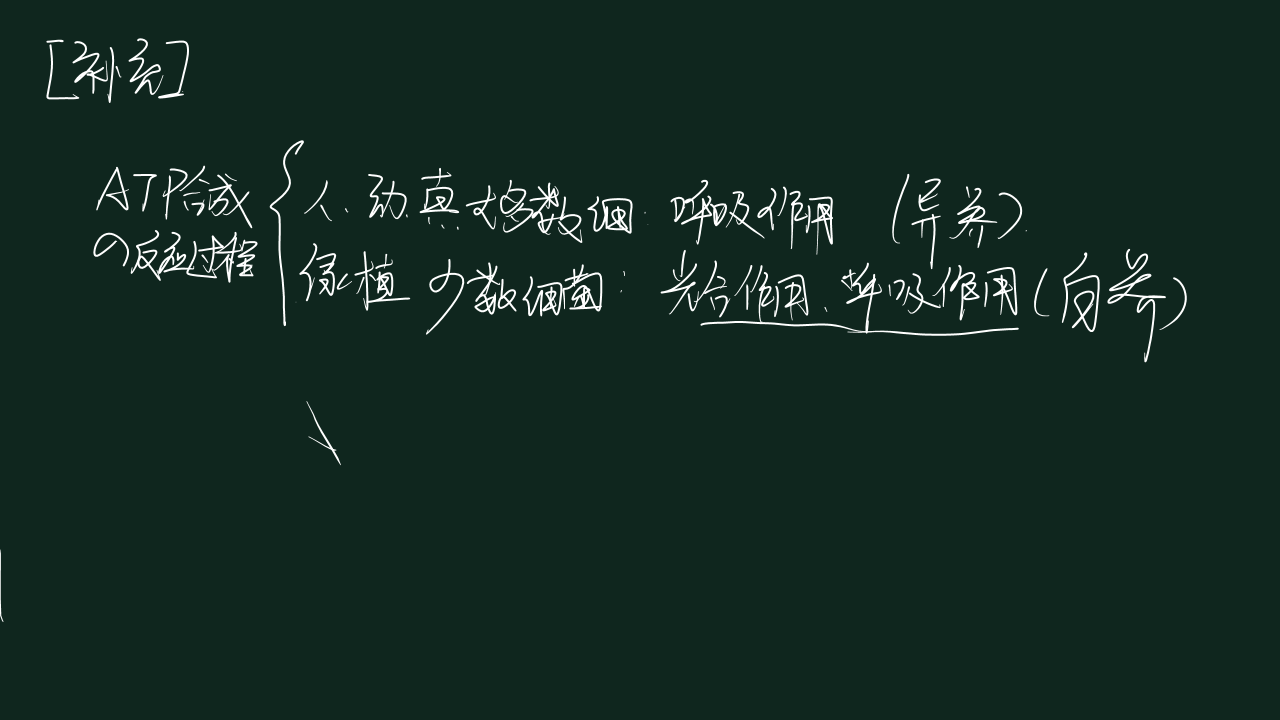 [补充]
ATP合成
の反应过程
人、动.真 大多数细:呼吸作用 (异养).
绿植 少数细菌:光合作用、呼吸作用(自养)